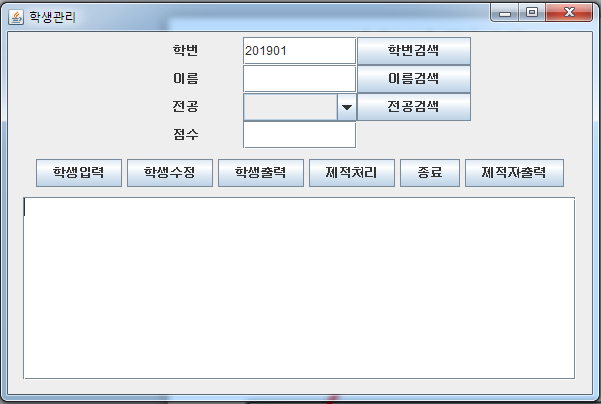 학생관리
학번 201901 학번검색
이름 이름검색
전공 전공검색
점수
학생입력 학생수정 학생출력 제적처리 종료 제적자출력